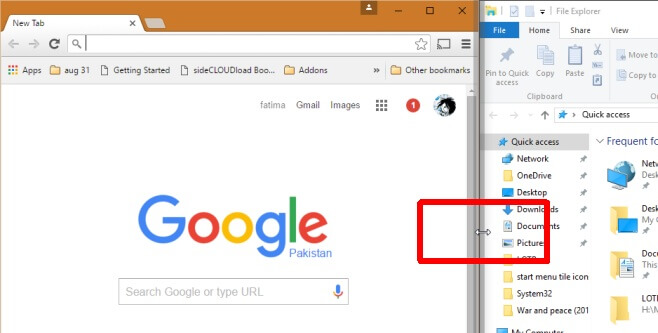 New Tab
Apps aug 31 Getting Started sideCLOUDload Boo... Addons » Other bookmarks
fatima Gmail Images 1
Google
Pakistan
Search Google or type URL
File Explorer
File Home Share View
Pin to Quick access
Copy
Paste
Move to
Copy to
Clipboard
Quick access
Quick access
Network
OneDrive
Desktop
Downloads
Documents
Pictures
LOTR
start menu tile icon
System32
War and peace (201
My Computer
Frequent f
Netw
Desk
Desk
This
Docu
This
LOTR
H:\M